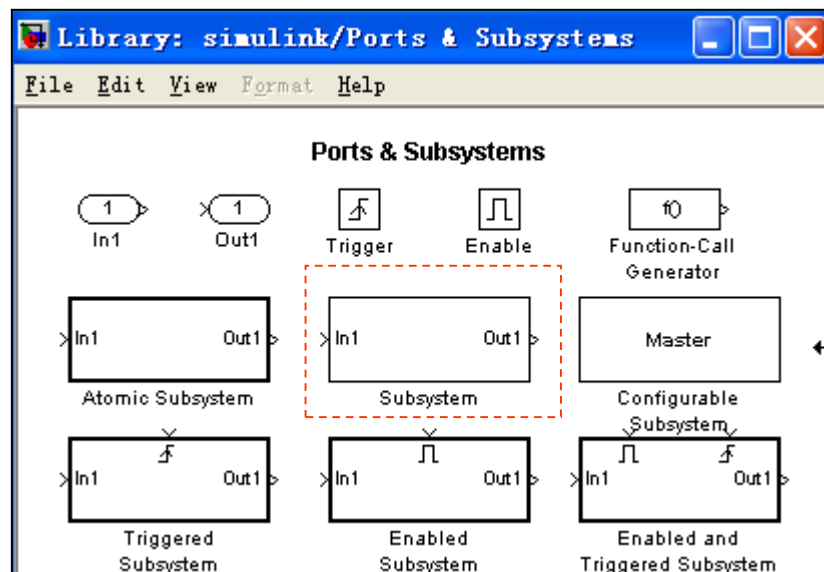 Library: simulink/Ports & Subsystems
File Edit View Format Help
Ports & Subsystems
1 1 f()
In1 Out1 Trigger Enable Function-Call
Generator
In1 Out1 In1 Out1 Master
Atomic Subsystem Subsystem Configurable
Subsystem
In1 Out1 In1 Out1 In1 Out1
Triggered Enabled Enabled and
Subsystem Subsystem Triggered Subsystem